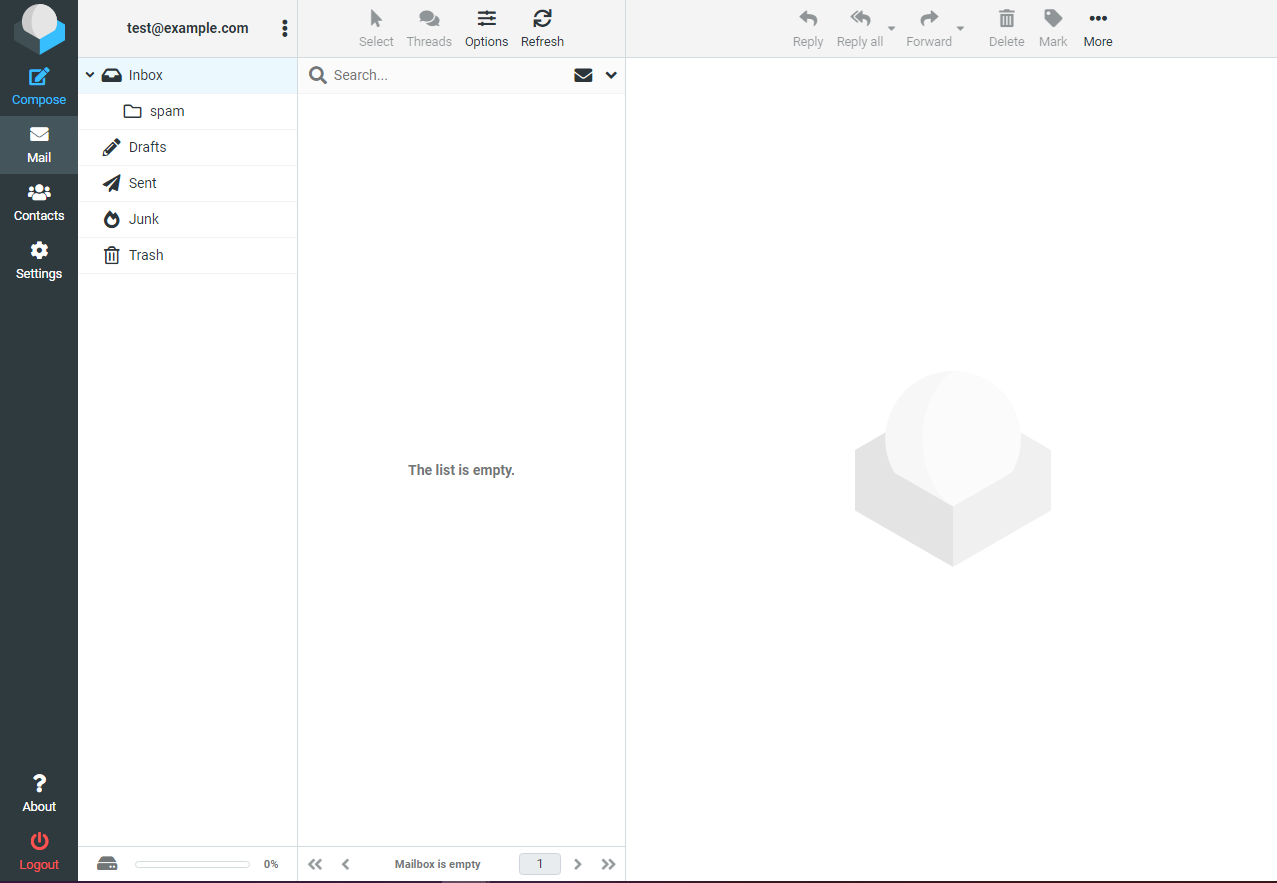 test@example.com
Select
Threads
Options
Refresh
Reply
Reply all
Forward
Delete
Mark
More
Compose
Mail
Contacts
Settings
About
Logout
Inbox
spam
Drafts
Sent
Junk
Trash
0%
Search...
The list is empty.
Mailbox is empty
1